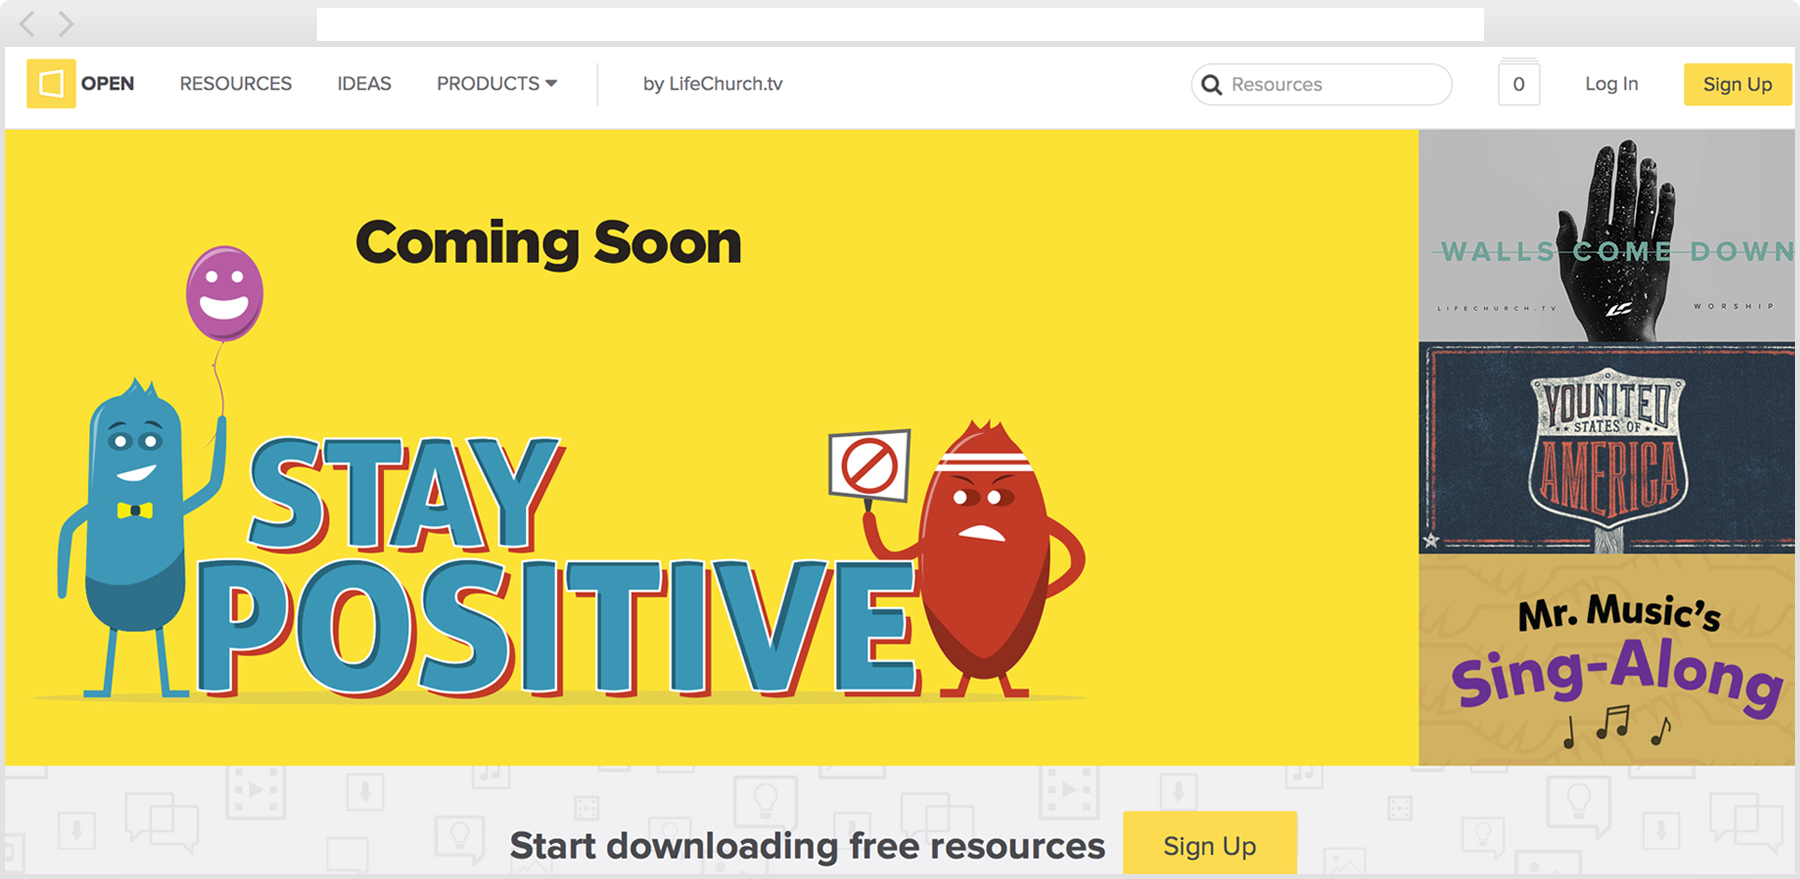 OPEN RESOURCES IDEAS PRODUCTS by LifeChurch.tv Resources 0 Log In Sign Up
Coming Soon
STAY
POSITIVE
WALLS COME DOWN
LIFECHURCH.TV WORSHIP
YOUNITED
STATES OF
AMERICA
Mr. Music's
Sing-Along
Start downloading free resources Sign Up